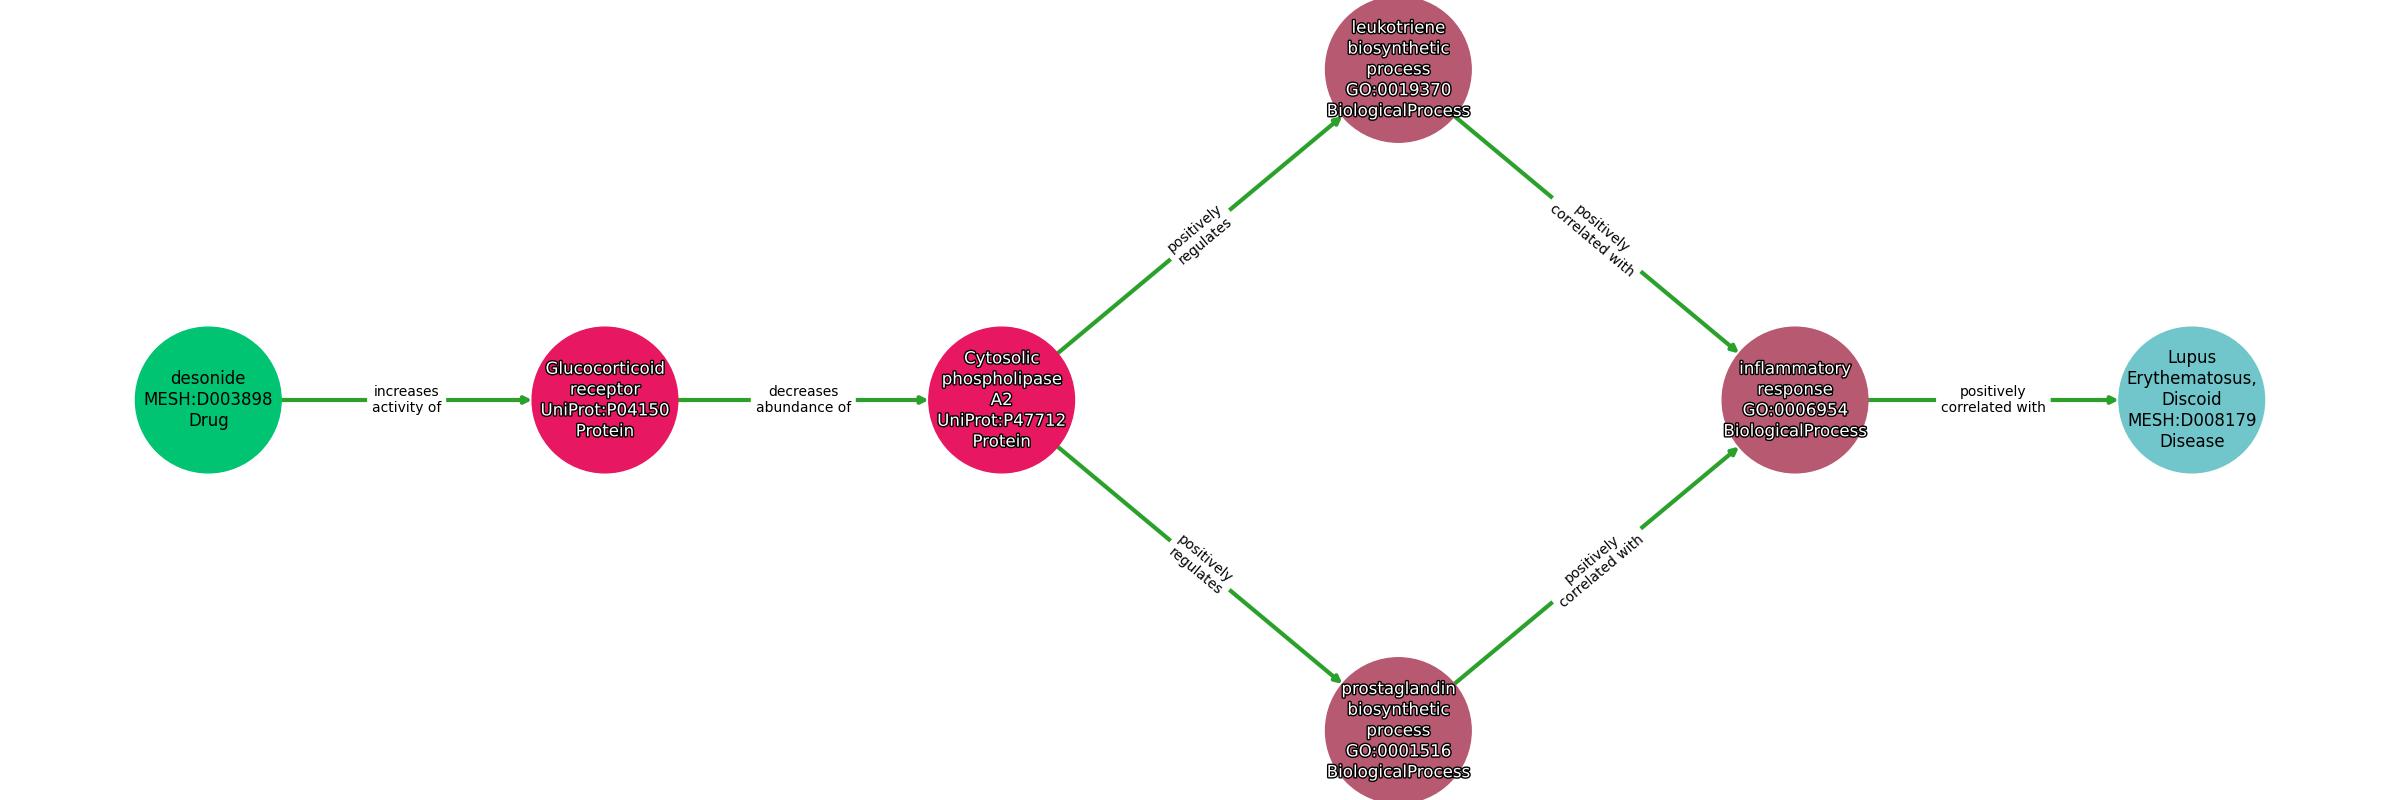 desonide
MESH:D003898
Drug
increases
activity of
Glucocorticoid
receptor
UniProt:P04150
Protein
decreases
abundance of
Cytosolic
phospholipase
A2
UniProt:P47712
Protein
positively
regulates
leukotriene
biosynthetic
process
GO:0019370
BiologicalProcess
positively
correlated with
positively
regulates
prostaglandin
biosynthetic
process
GO:0001516
BiologicalProcess
positively
correlated with
inflammatory
response
GO:0006954
BiologicalProcess
positively
correlated with
Lupus
Erythematosus,
Discoid
MESH:D008179
Disease